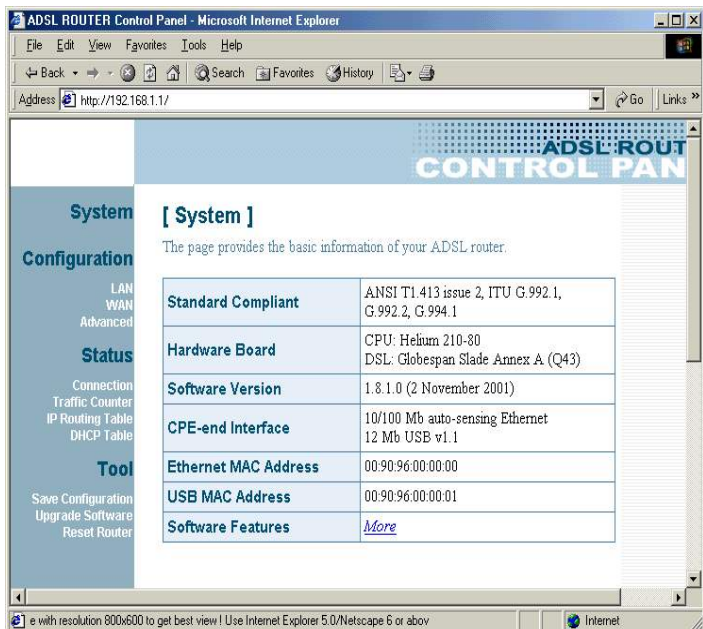 ADSL ROUTER Control Panel - Microsoft Internet Explorer
File Edit View Favorites Tools Help
Back Search Favorites History
Address http://192.168.1.1/ Go Links »
ADSL ROUT
CONTROL PAN
System
Configuration
LAN
WAN
Advanced
Status
Connection
Traffic Counter
IP Routing Table
DHCP Table
Tool
Save Configuration
Upgrade Software
Reset Router
[ System ]
The page provides the basic information of your ADSL router.
Standard Compliant
ANSI T1.413 issue 2, ITU G.992.1,
G.992.2, G.994.1
Hardware Board
CPU: Helium 210-80
DSL: Globespan Slade Annex A (Q43)
Software Version
1.8.1.0 (2 November 2001)
CPE-end Interface
10/100 Mb auto-sensing Ethernet
12 Mb USB v1.1
Ethernet MAC Address
00:90:96:00:00:00
USB MAC Address
00:90:96:00:00:01
Software Features
More
e with resolution 800x600 to get best view ! Use Internet Explorer 5.0/Netscape 6 or abov
Internet